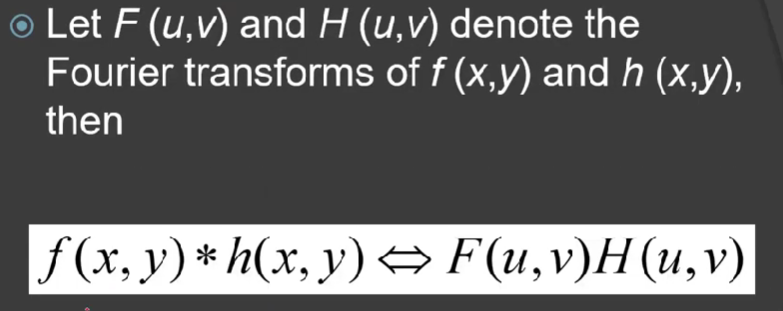 Let F (u,v) and H (u,v) denote the
Fourier transforms of f (x,y) and h (x,y),
then
f(x, y) * h(x, y) ⇔ F(u, v)H(u, v)